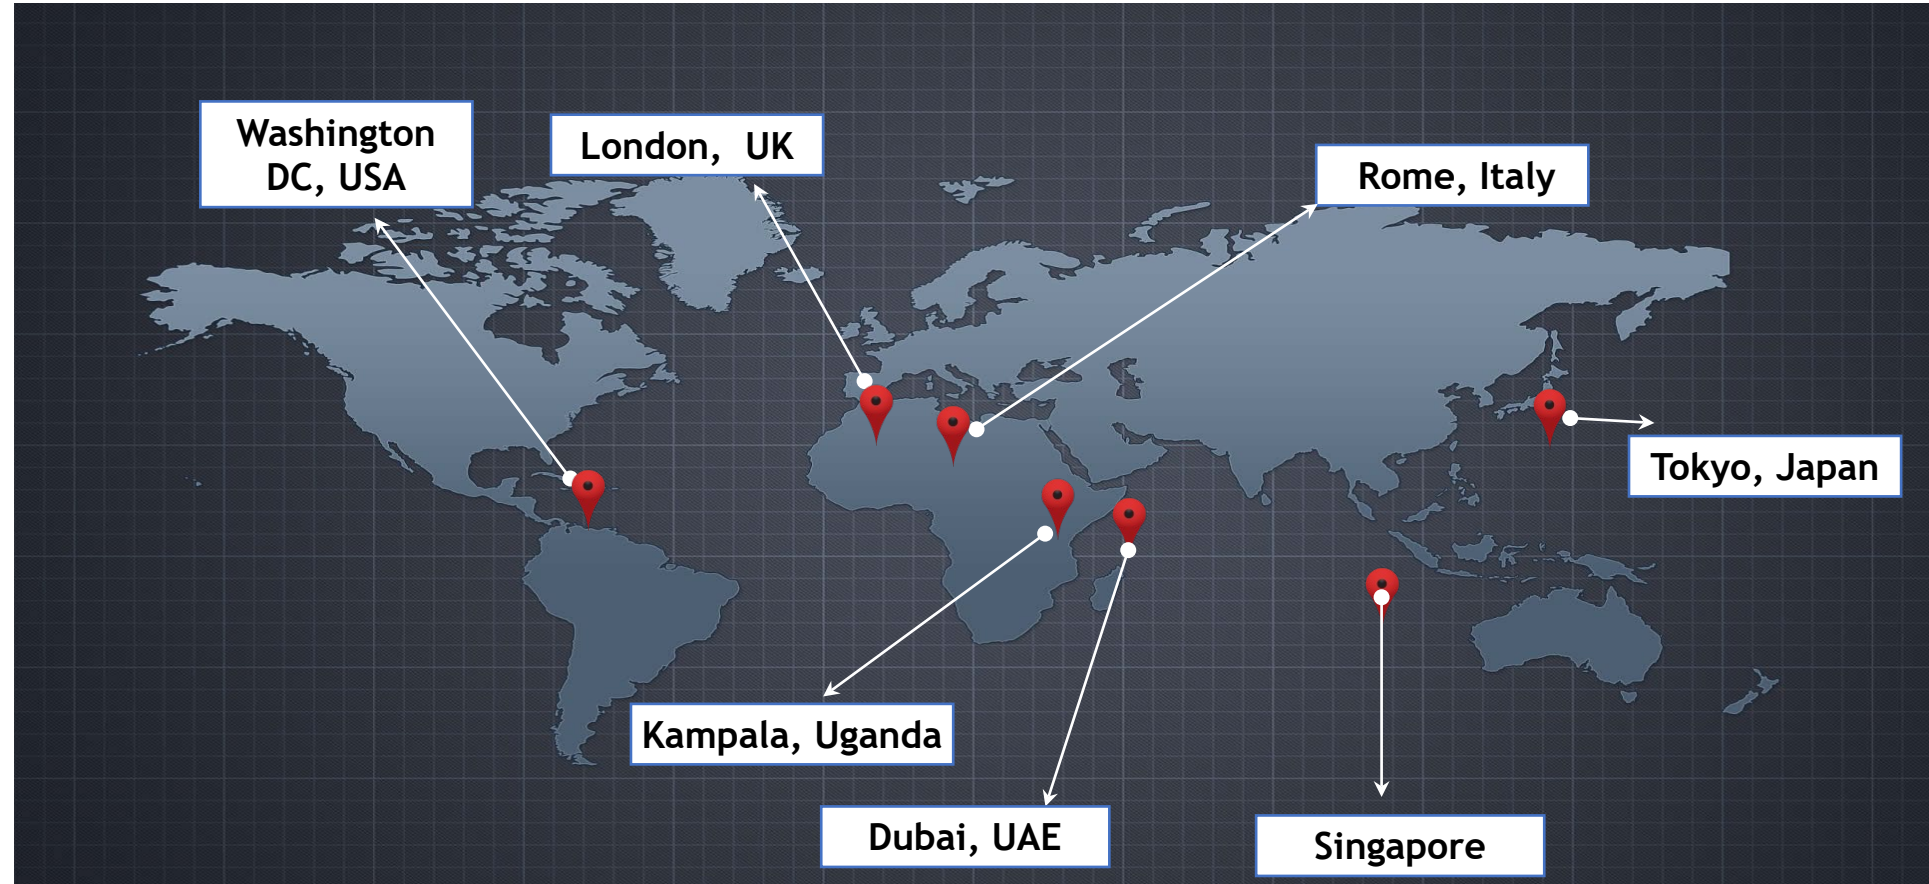 Washington
DC, USA
London,  UK
Rome, Italy
Tokyo, Japan
Kampala, Uganda
Dubai, UAE
Singapore